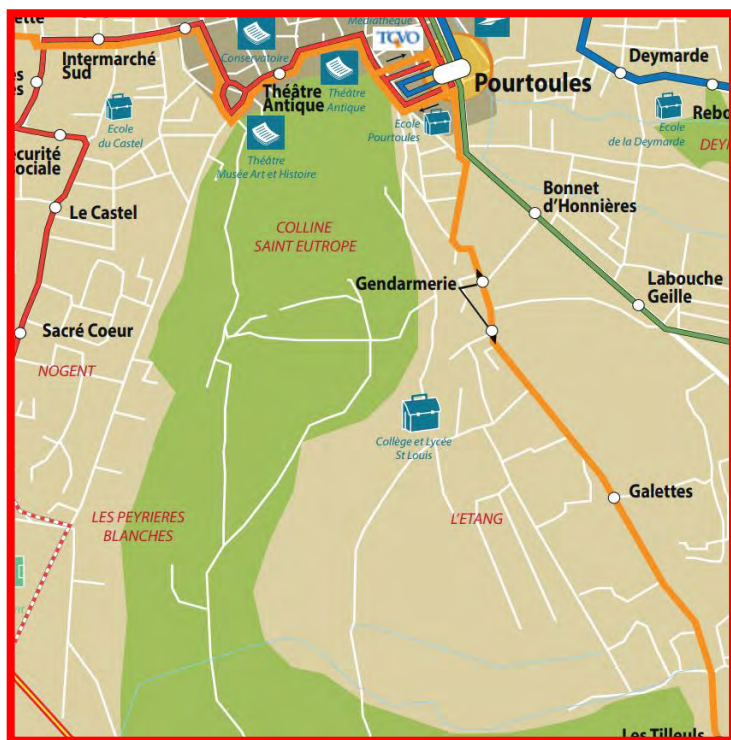 Médiathèque
TCVO
Intermarché
Sud
Conservatoire
Deymarde
Pourtoules
Théâtre
Antique
Théâtre
Antique
Ecole
du Castel
Ecole
Pourtoules
Ecole
de la Deymarde
Théâtre
Musée Art et Histoire
Le Castel
COLLINE
SAINT EUTROPE
Bonnet
d'Honnières
Gendarmerie
Labouche
Geille
Sacré Coeur
NOGENT
Collège et Lycée
St Louis
Galettes
LES PEYRIERES
BLANCHES
L'ETANG
Les Tilleuls